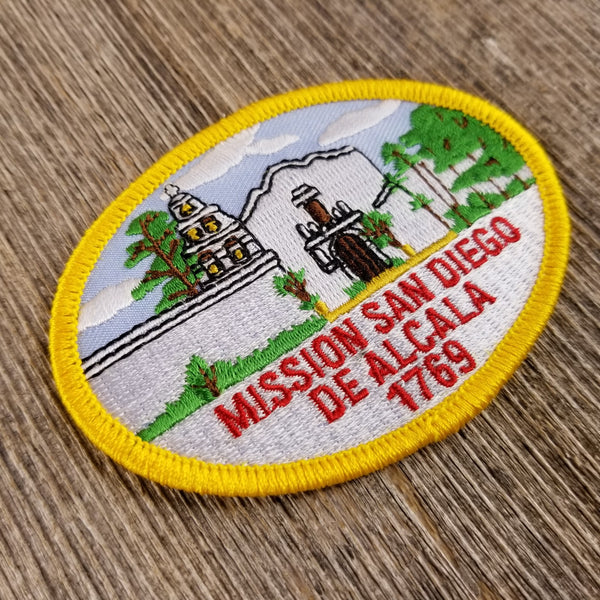 MISSION SAN DIEGO
DE ALCALA
1769